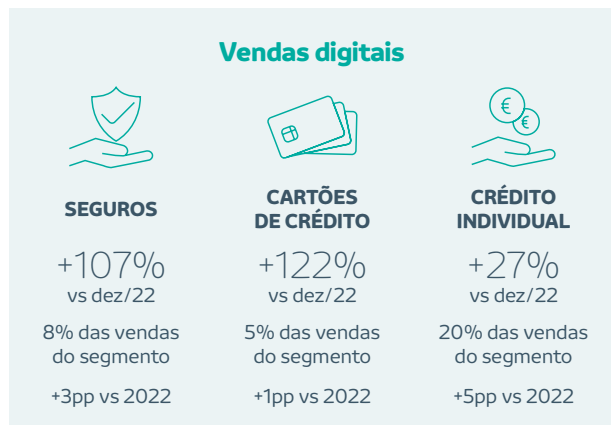 Vendas digitais
€
€
SEGUROS
+107%
vs dez/22
8% das vendas
do segmento
+3pp vs 2022
CARTÕES
DE CRÉDITO
+122%
vs dez/22
5% das vendas
do segmento
+1pp vs 2022
CRÉDITO
INDIVIDUAL
+27%
vs dez/22
20% das vendas
do segmento
+5pp vs 2022